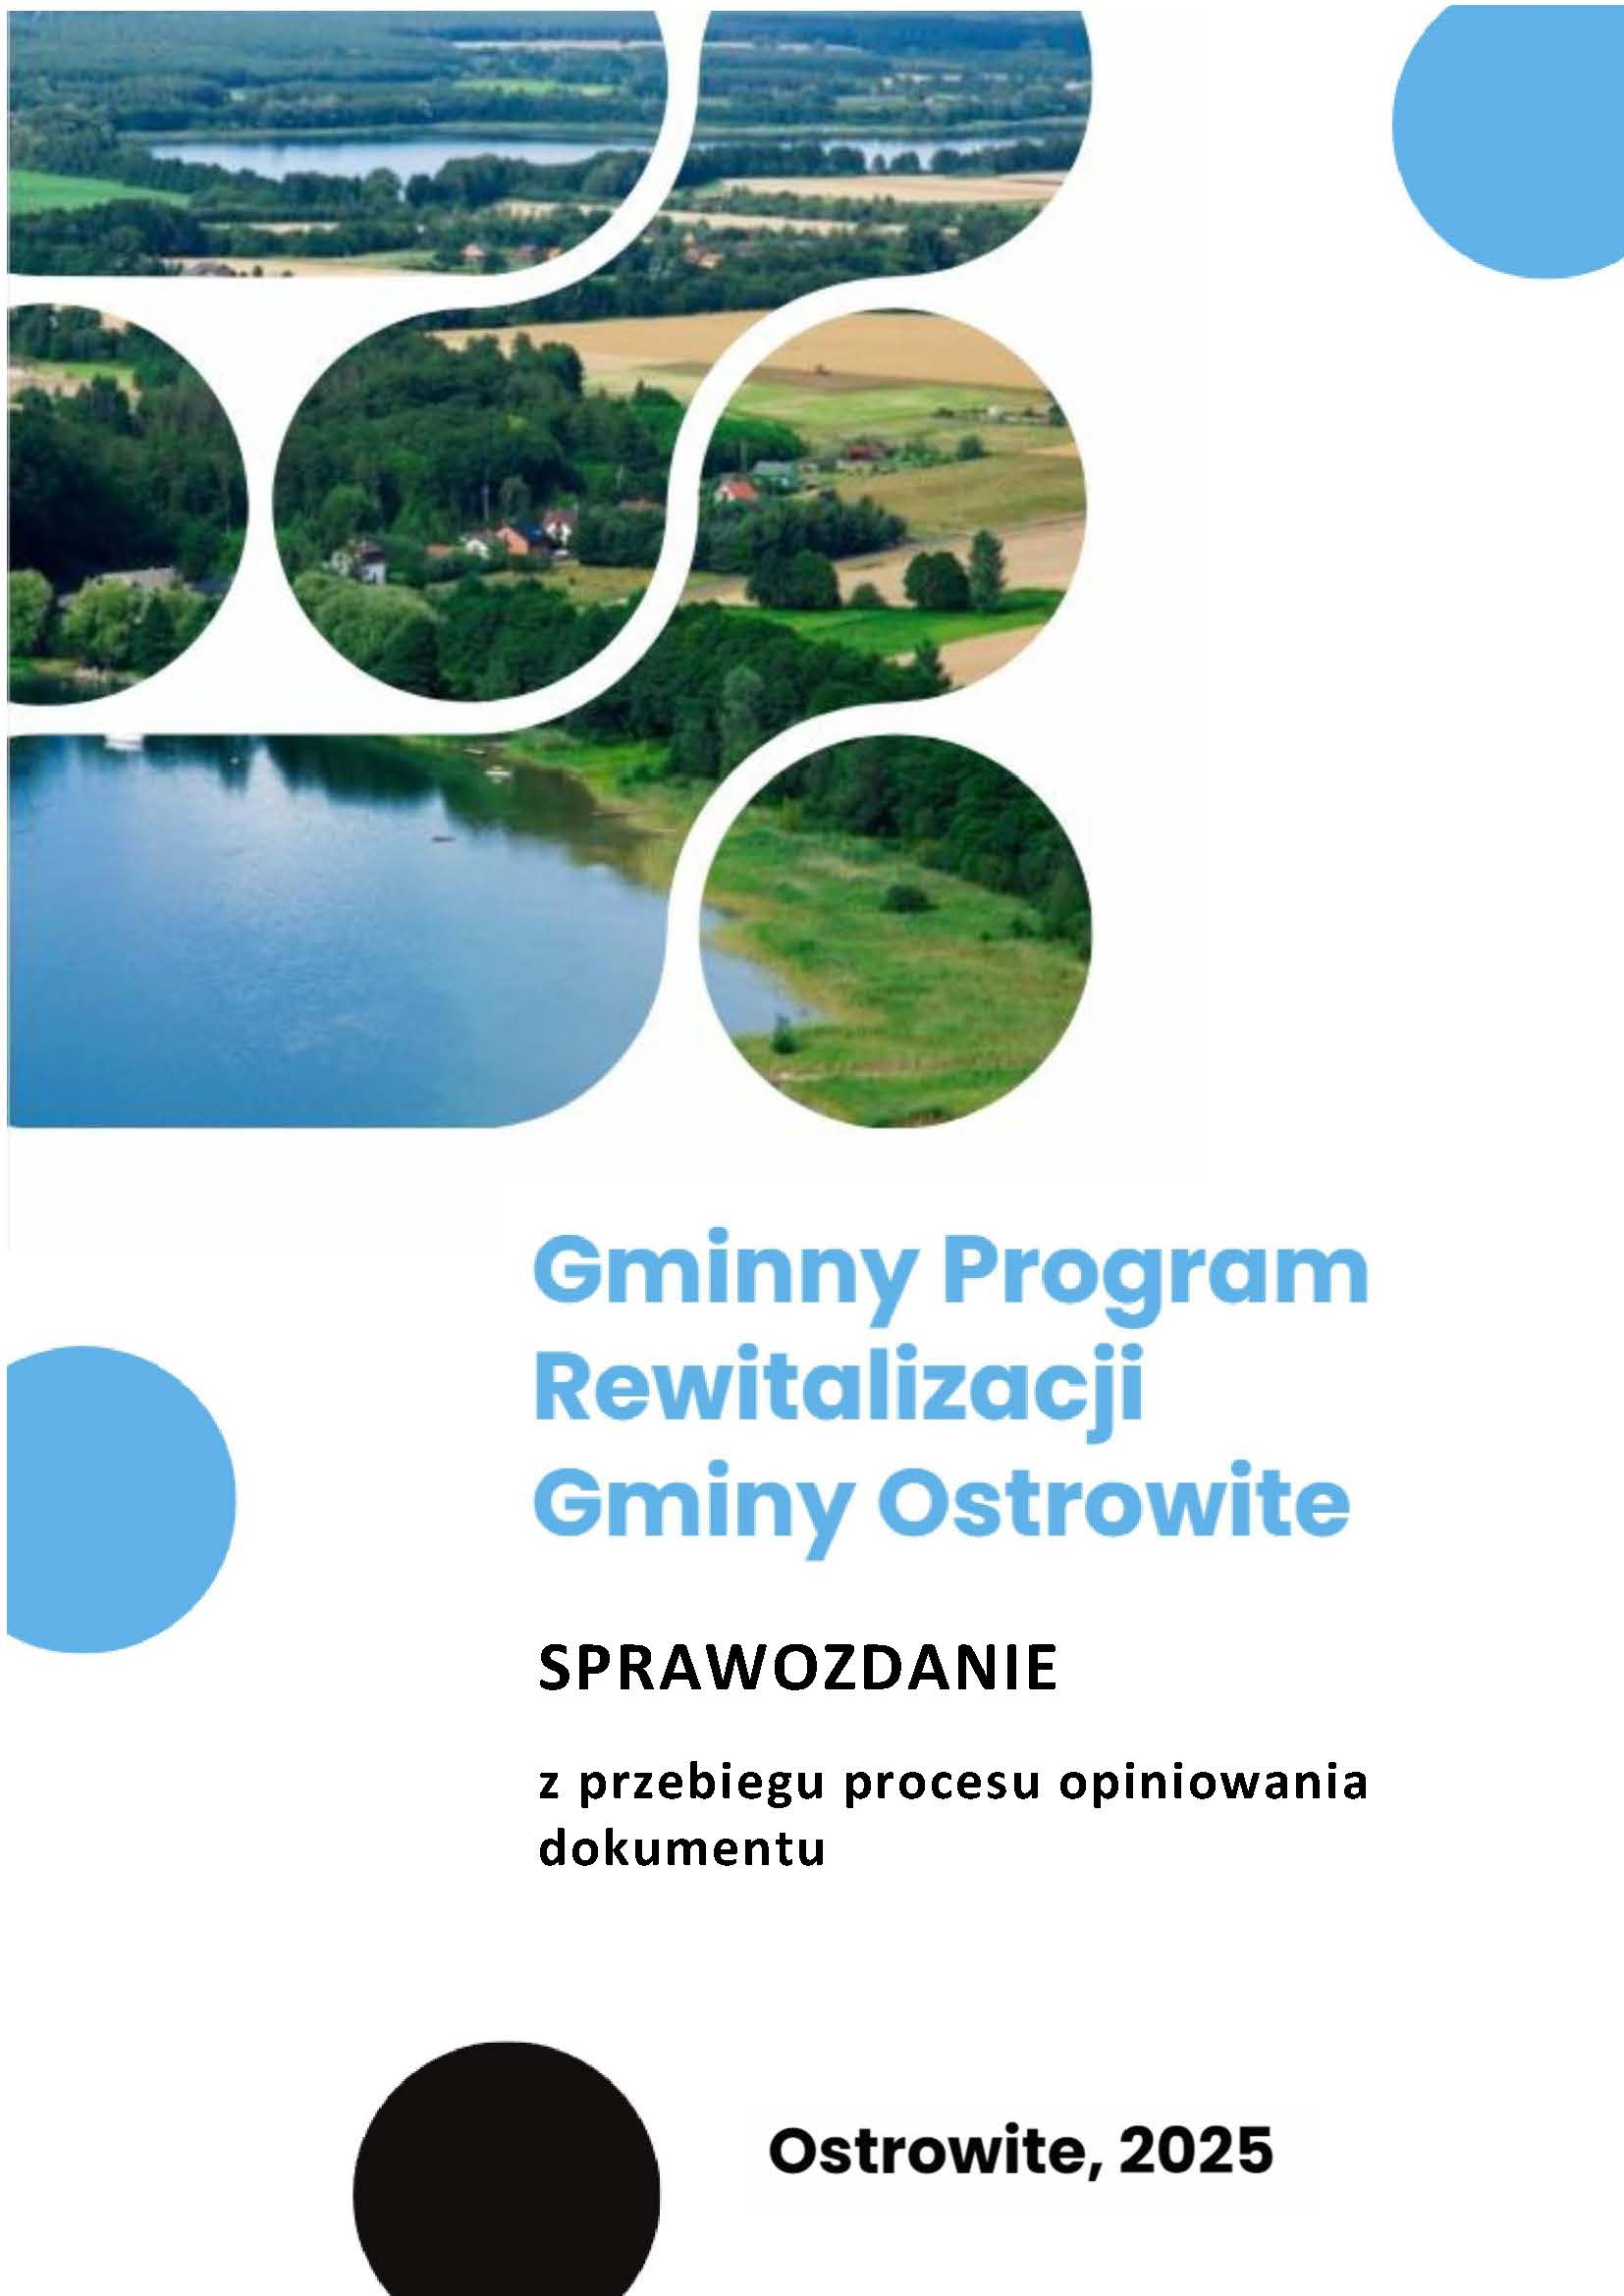 Gminny Program
Rewitalizacji
Gminy Ostrowite
SPRAWOZDANIE
z przebiegu procesu opiniowania
dokumentu
Ostrowite, 2025